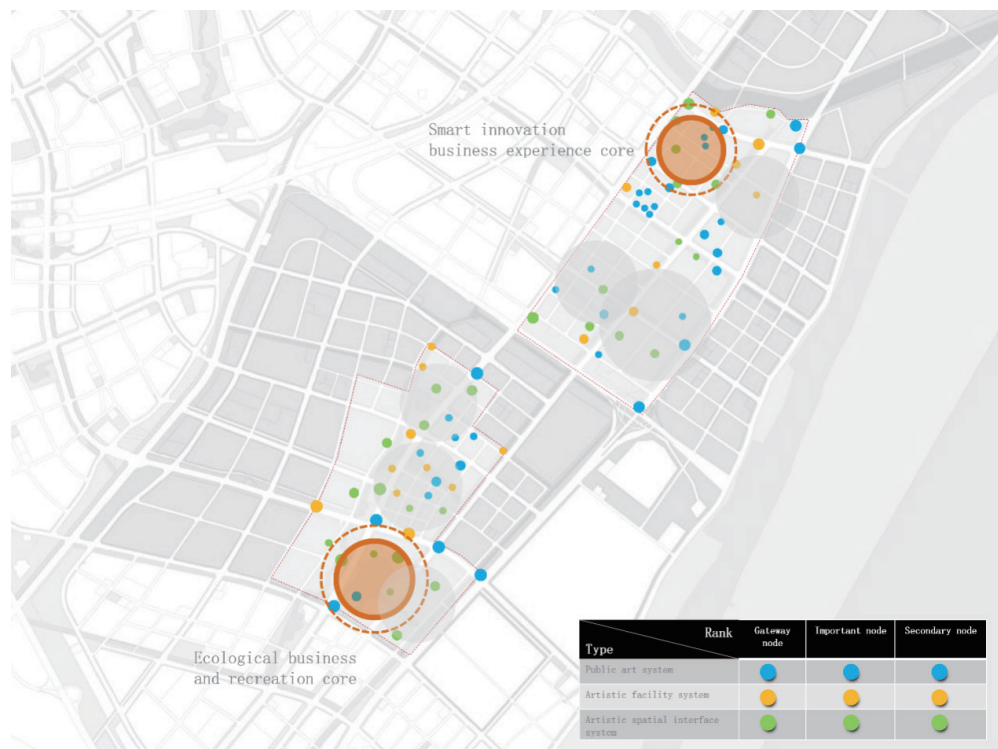 Smart innovation
business experience core
Ecological business
and recreation core
Rank
Type
Gateway
node
Important node
Secondary node
Public art system
Artistic facility system
Artistic spatial interface
system